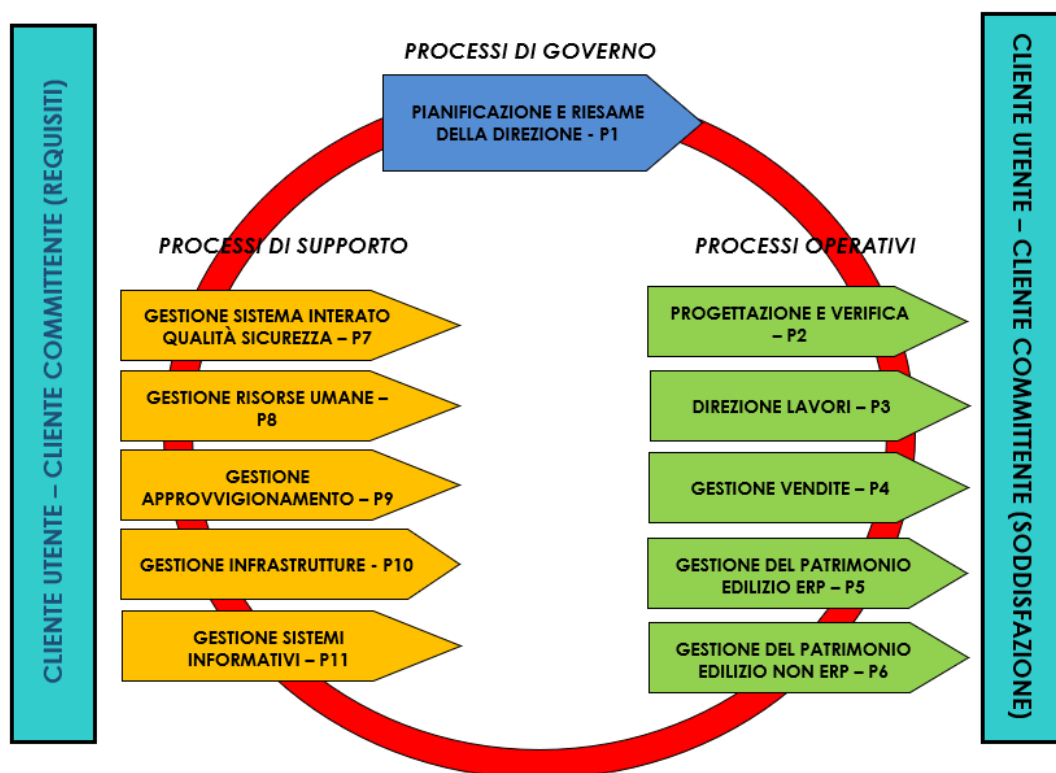 CLIENTE UTENTE – CLIENTE COMMITTENTE (REQUISITI)
PROCESSI DI GOVERNO
PIANIFICAZIONE E RIESAME
DELLA DIREZIONE - P1
PROCESSI DI SUPPORTO
GESTIONE SISTEMA INTERATO
QUALITÀ SICUREZZA – P7
GESTIONE RISORSE UMANE –
P8
GESTIONE
APPROVVIGIONAMENTO – P9
GESTIONE INFRASTRUTTURE - P10
GESTIONE SISTEMI
INFORMATIVI – P11
PROCESSI OPERATIVI
PROGETTAZIONE E VERIFICA
– P2
DIREZIONE LAVORI – P3
GESTIONE VENDITE – P4
GESTIONE DEL PATRIMONIO
EDILIZIO ERP – P5
GESTIONE DEL PATRIMONIO
EDILIZIO NON ERP – P6
CLIENTE UTENTE – CLIENTE COMMITTENTE (SODDISFAZIONE)